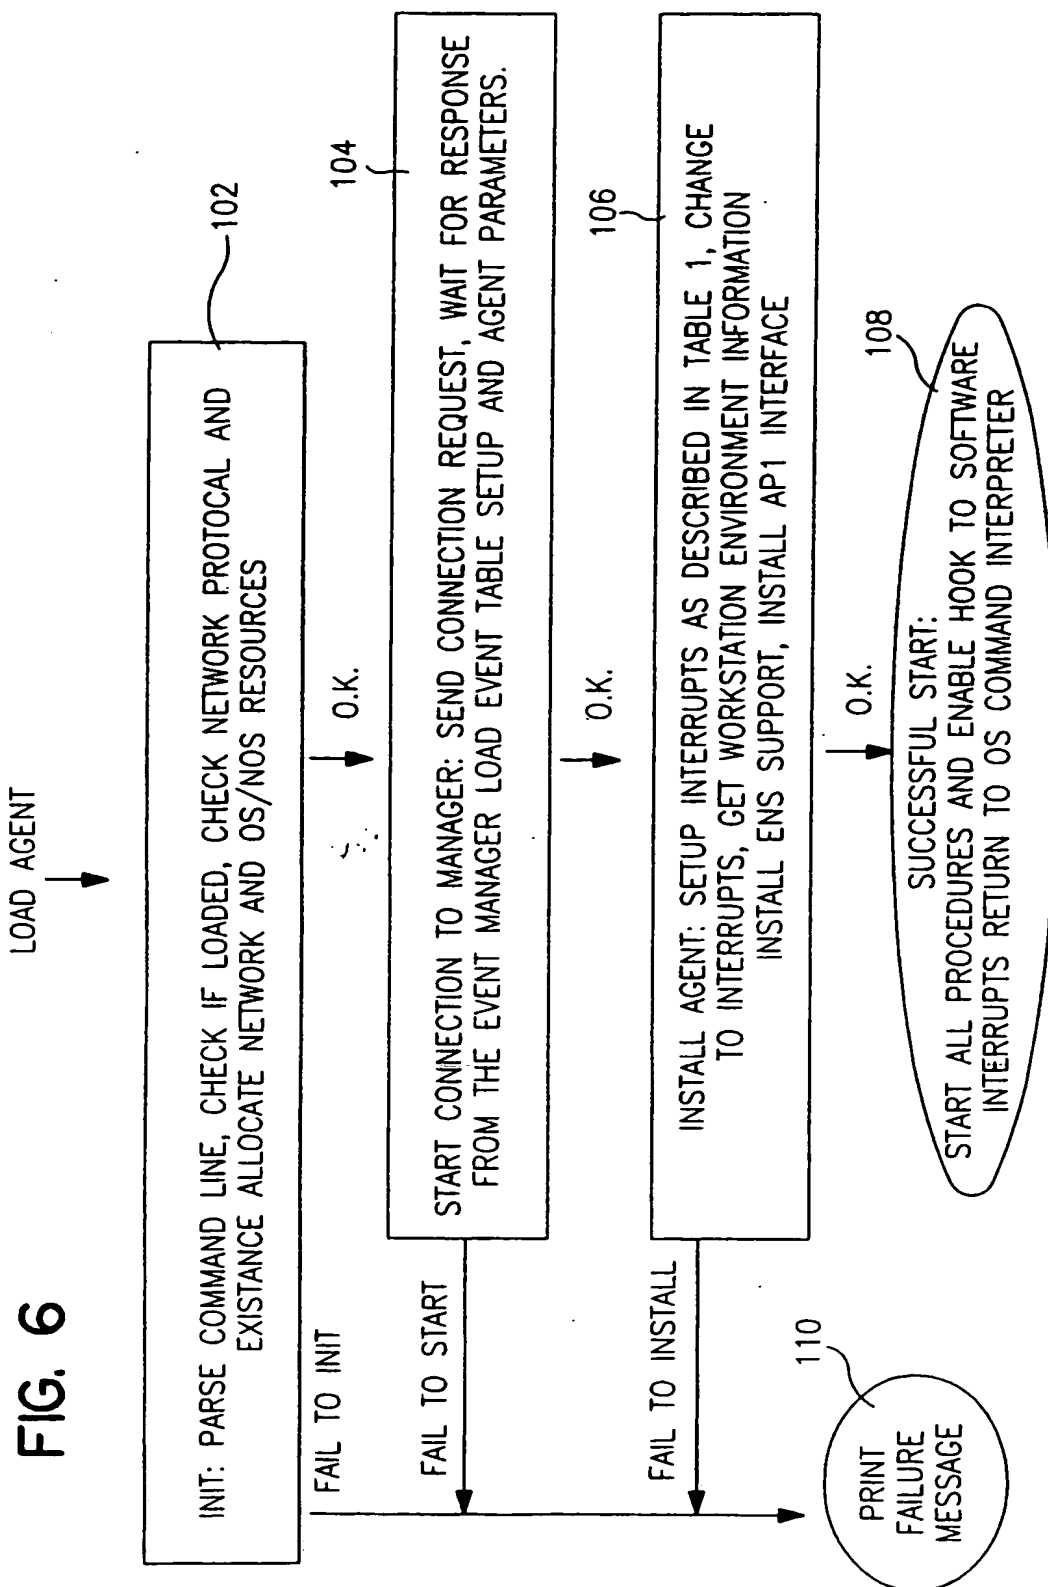 FIG. 6
LOAD AGENT
102
INIT: PARSE COMMAND LINE, CHECK IF LOADED, CHECK NETWORK PROTOCAL AND
EXISTANCE ALLOCATE NETWORK AND OS/NOS RESOURCES
FAIL TO INIT
O.K.
104
START CONNECTION TO MANAGER: SEND CONNECTION REQUEST, WAIT FOR RESPONSE
FROM THE EVENT MANAGER LOAD EVENT TABLE SETUP AND AGENT PARAMETERS.
FAIL TO START
O.K.
106
INSTALL AGENT: SETUP INTERRUPTS AS DESCRIBED IN TABLE 1, CHANGE
TO INTERRUPTS, GET WORKSTATION ENVIRONMENT INFORMATION
INSTALL ENS SUPPORT, INSTALL AP1 INTERFACE
FAIL TO INSTALL
O.K.
108
SUCCESSFUL START:
START ALL PROCEDURES AND ENABLE HOOK TO SOFTWARE
INTERRUPTS RETURN TO OS COMMAND INTERPRETER
110
PRINT
FAILURE
MESSAGE